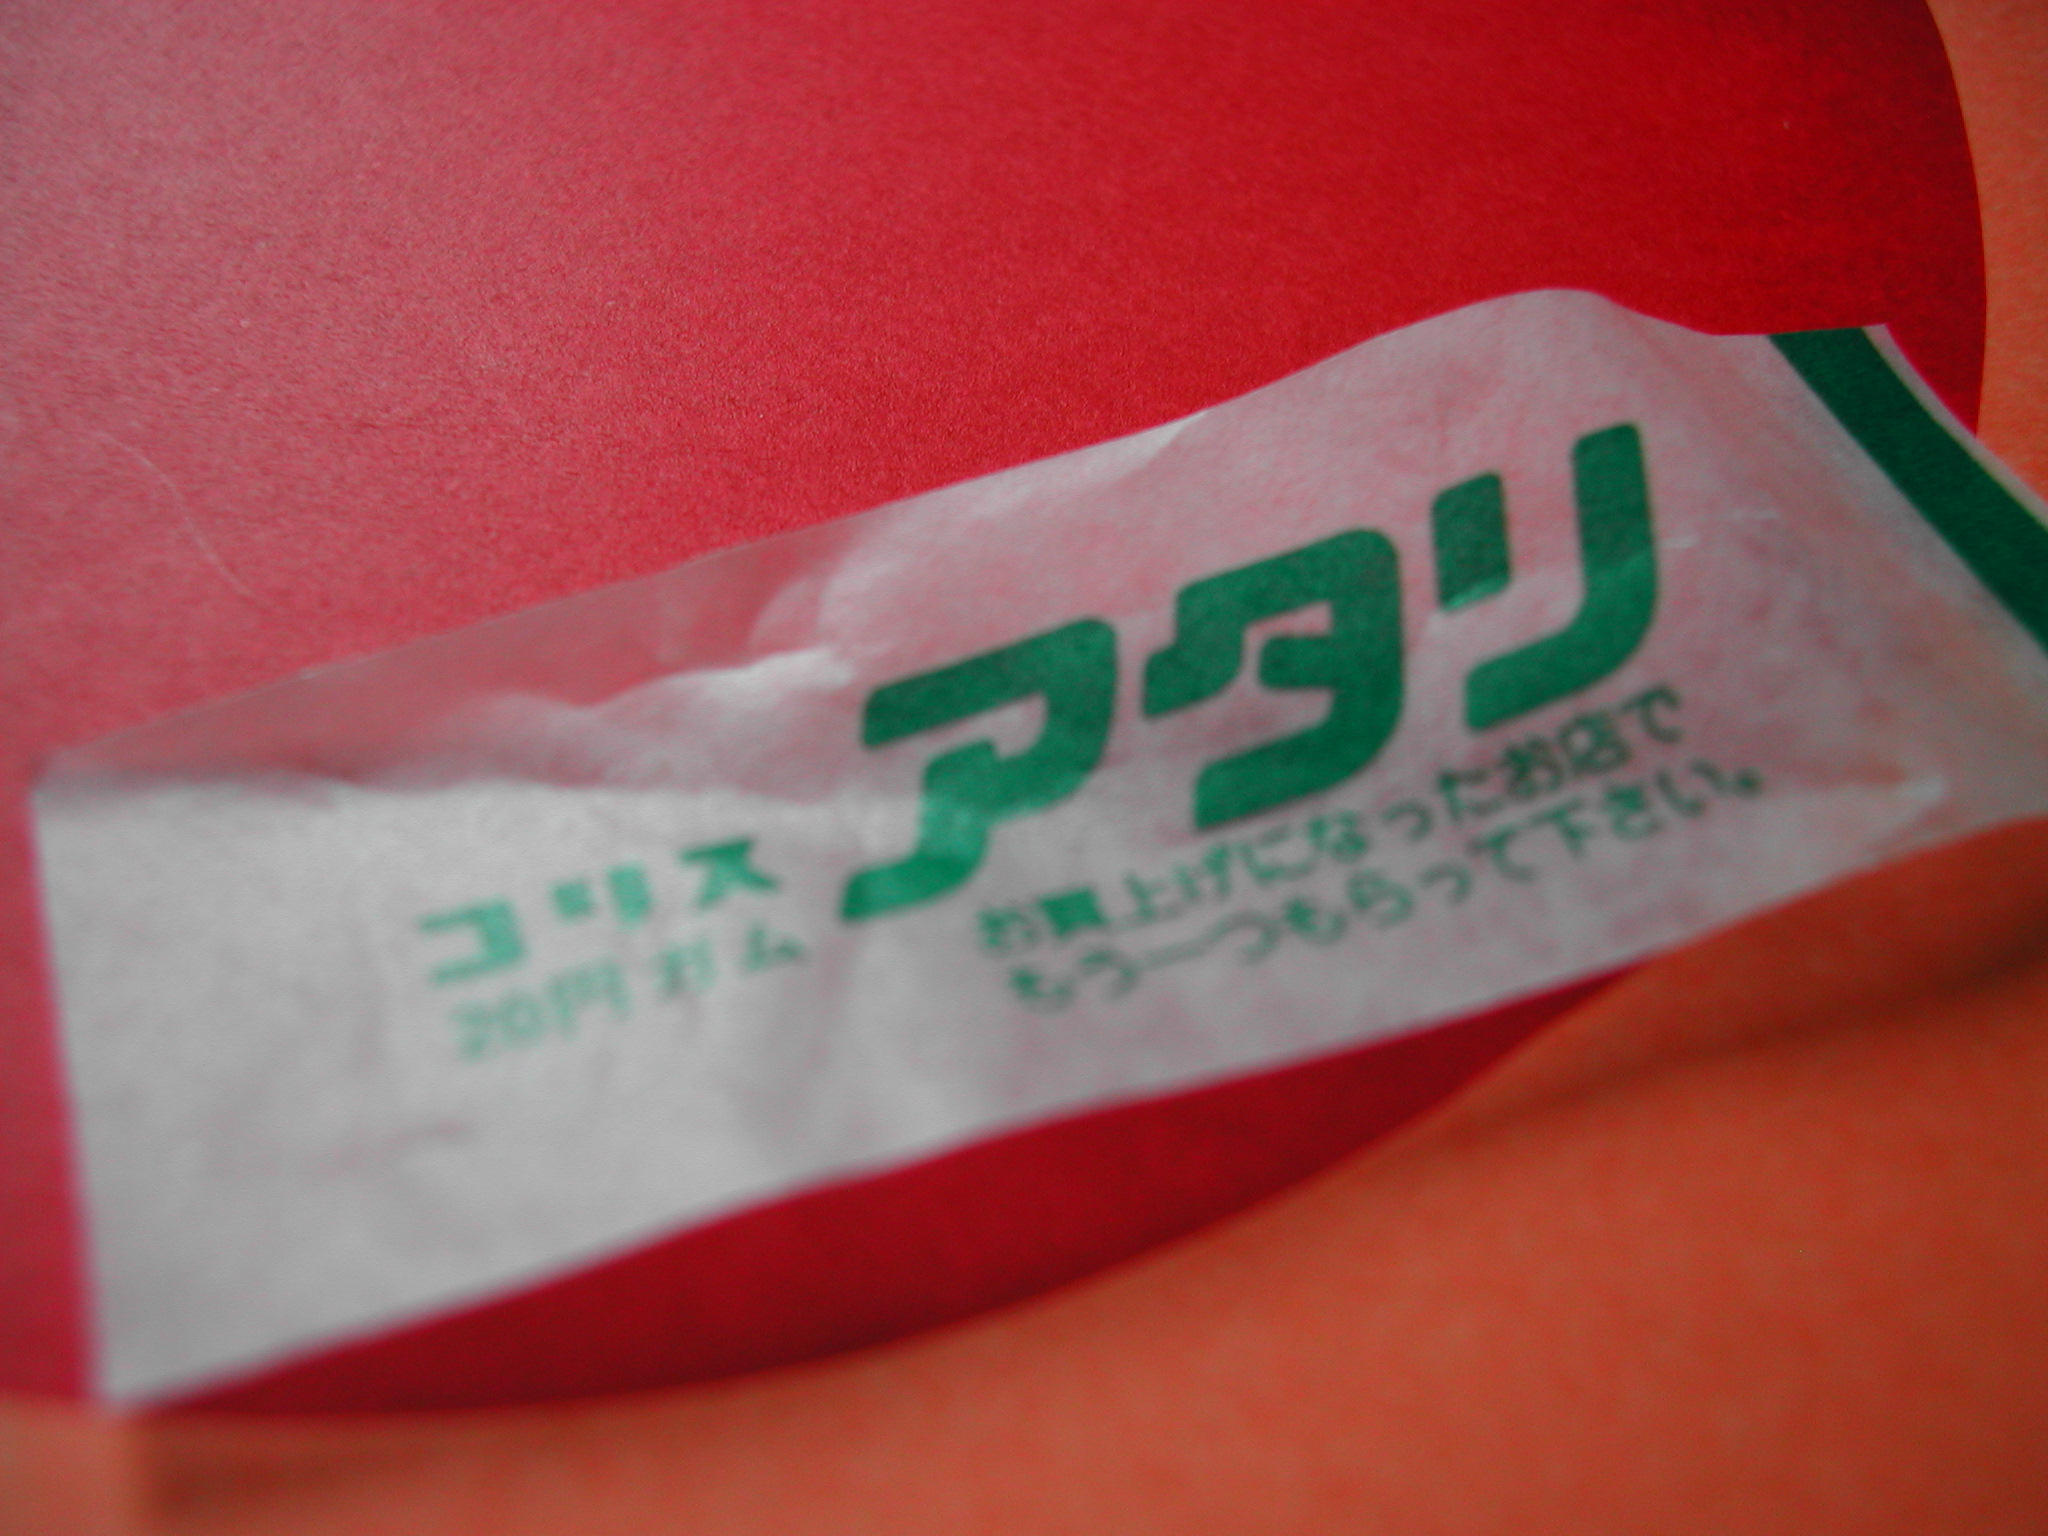 アタリ
コリス
20円ガム
お買上げになったお店で
もう一つもらって下さい。